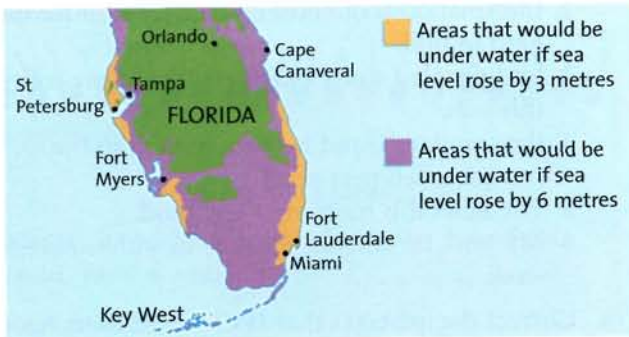 Orlando
Cape
Canaveral
St
Petersburg
Tampa
FLORIDA
Fort
Myers
Fort
Lauderdale
Miami
Key West
Areas that would be
under water if sea
level rose by 3 metres
Areas that would be
under water if sea
level rose by 6 metres